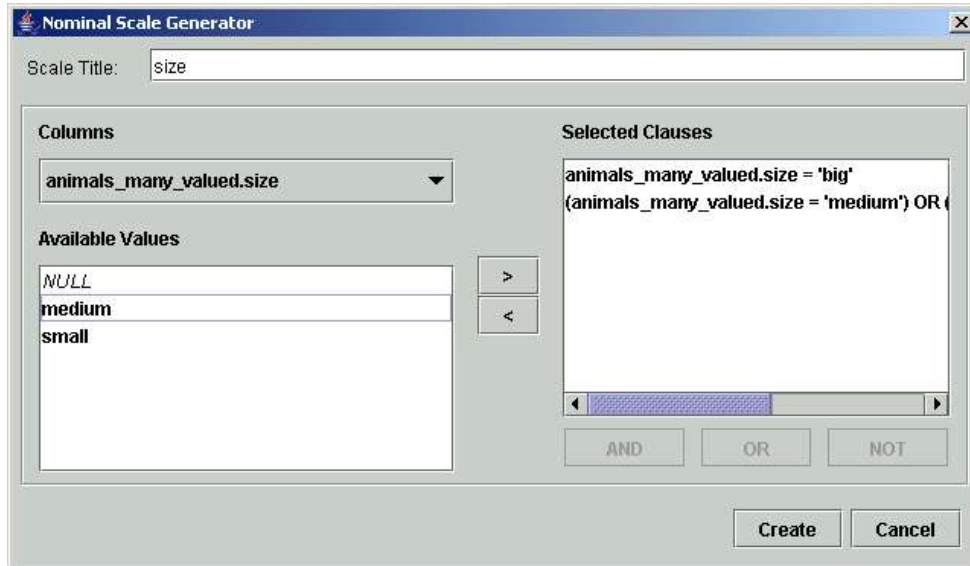 Nominal Scale Generator
Scale Title: size
Columns
animals_many_valued.size
Available Values
NULL
medium
small
>
<
Selected Clauses
animals_many_valued.size = 'big'
(animals_many_valued.size = 'medium') OR (
AND OR NOT
Create Cancel